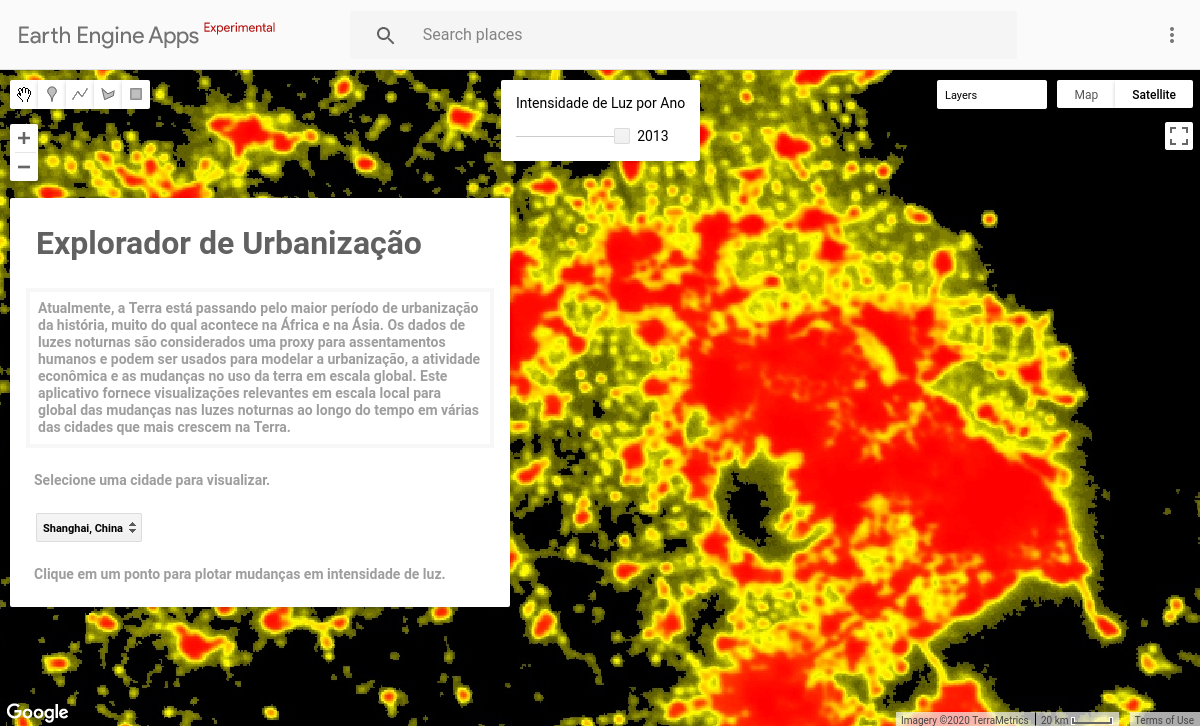 Earth Engine Apps Experimental
Search places
Intensidade de Luz por Ano
2013
Layers
Map Satellite
Explorador de Urbanização
Atualmente, a Terra está passando pelo maior período de urbanização
da história, muito do qual acontece na África e na Ásia. Os dados de
luzes noturnas são considerados uma proxy para assentamentos
humanos e podem ser usados para modelar a urbanização, a atividade
econômica e as mudanças no uso da terra em escala global. Este
aplicativo fornece visualizações relevantes em escala local para
global das mudanças nas luzes noturnas ao longo do tempo em várias
das cidades que mais crescem na Terra.
Selecione uma cidade para visualizar.
Shanghai, China
Clique em um ponto para plotar mudanças em intensidade de luz.
Google
Imagery ©2020 TerraMetrics 20 km Terms of Use